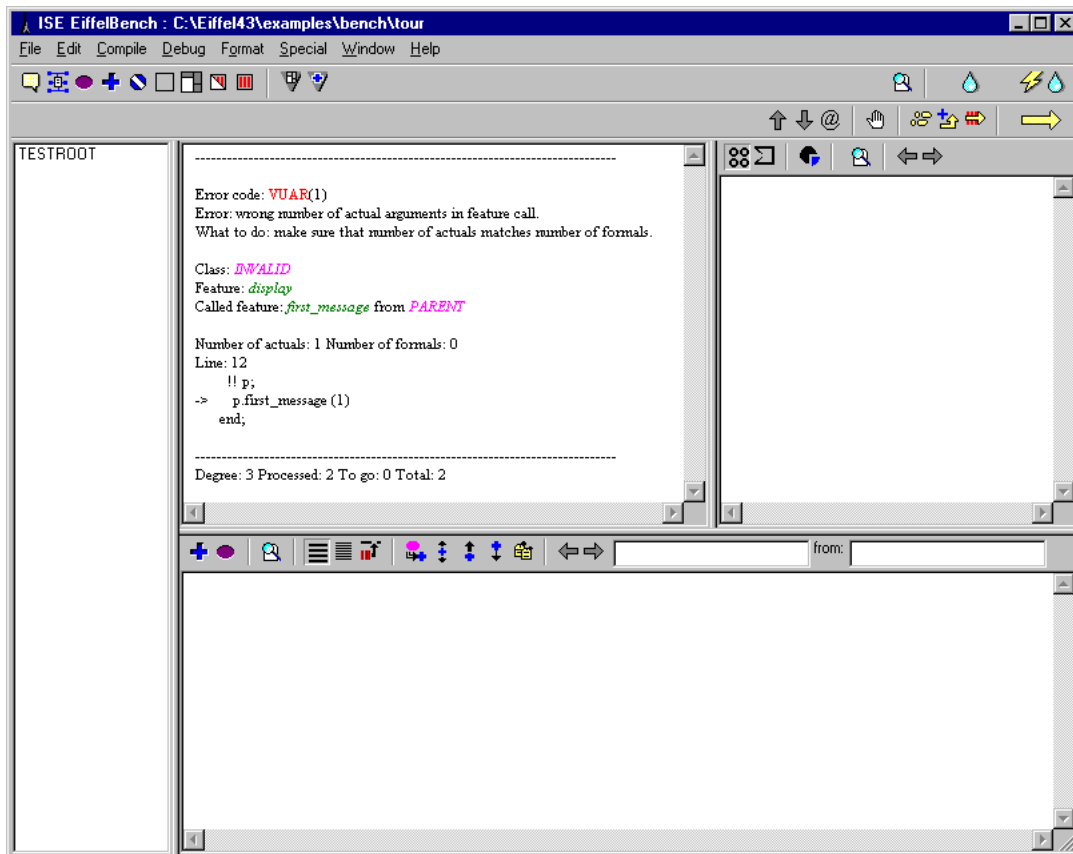 ISE EiffelBench : C:\Eiffel43\examples\bench\tour
File Edit Compile Debug Format Special Window Help
TESTROOT
--------------------------------------------------------------------------------
Error code: VUAR(1)
Error: wrong number of actual arguments in feature call.
What to do: make sure that number of actuals matches number of formals.
Class: INVALID
Feature: display
Called feature: first_message from PARENT
Number of actuals: 1 Number of formals: 0
Line: 12
!! p;
-> p.first_message (1)
end;
--------------------------------------------------------------------------------
Degree: 3 Processed: 2 To go: 0 Total: 2
from: